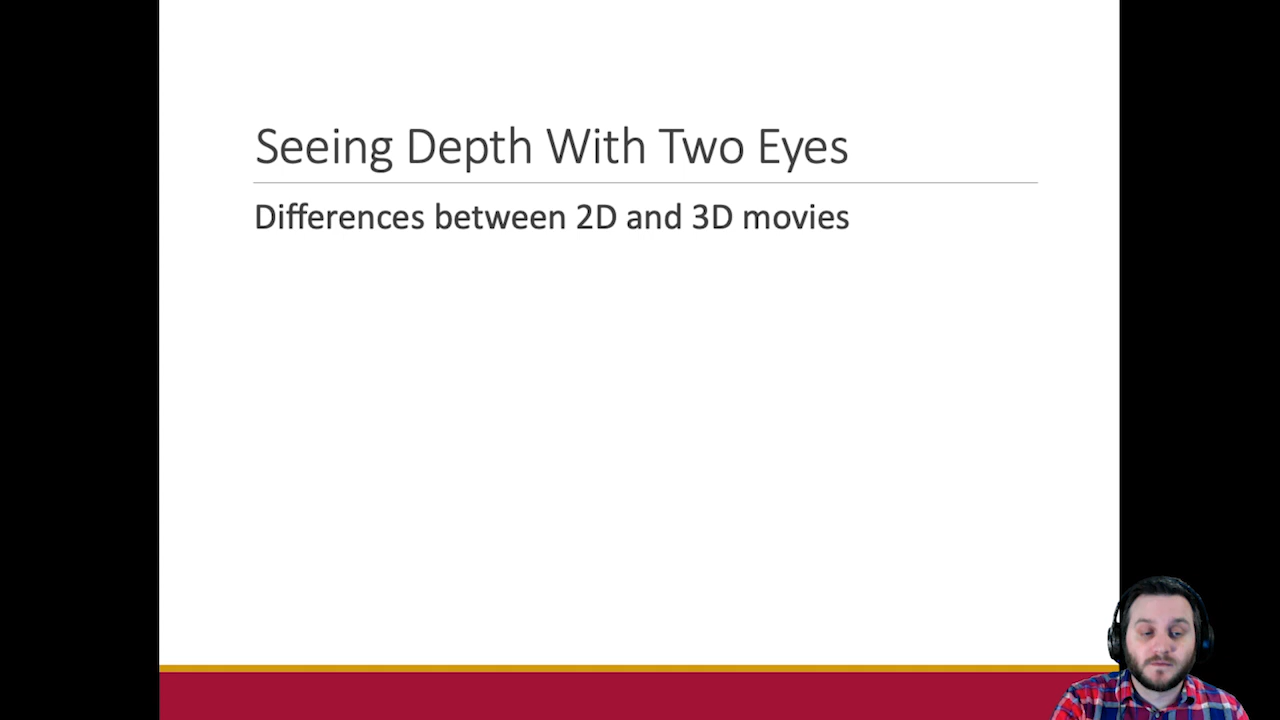 Seeing Depth With Two Eyes
Differences between 2D and 3D movies